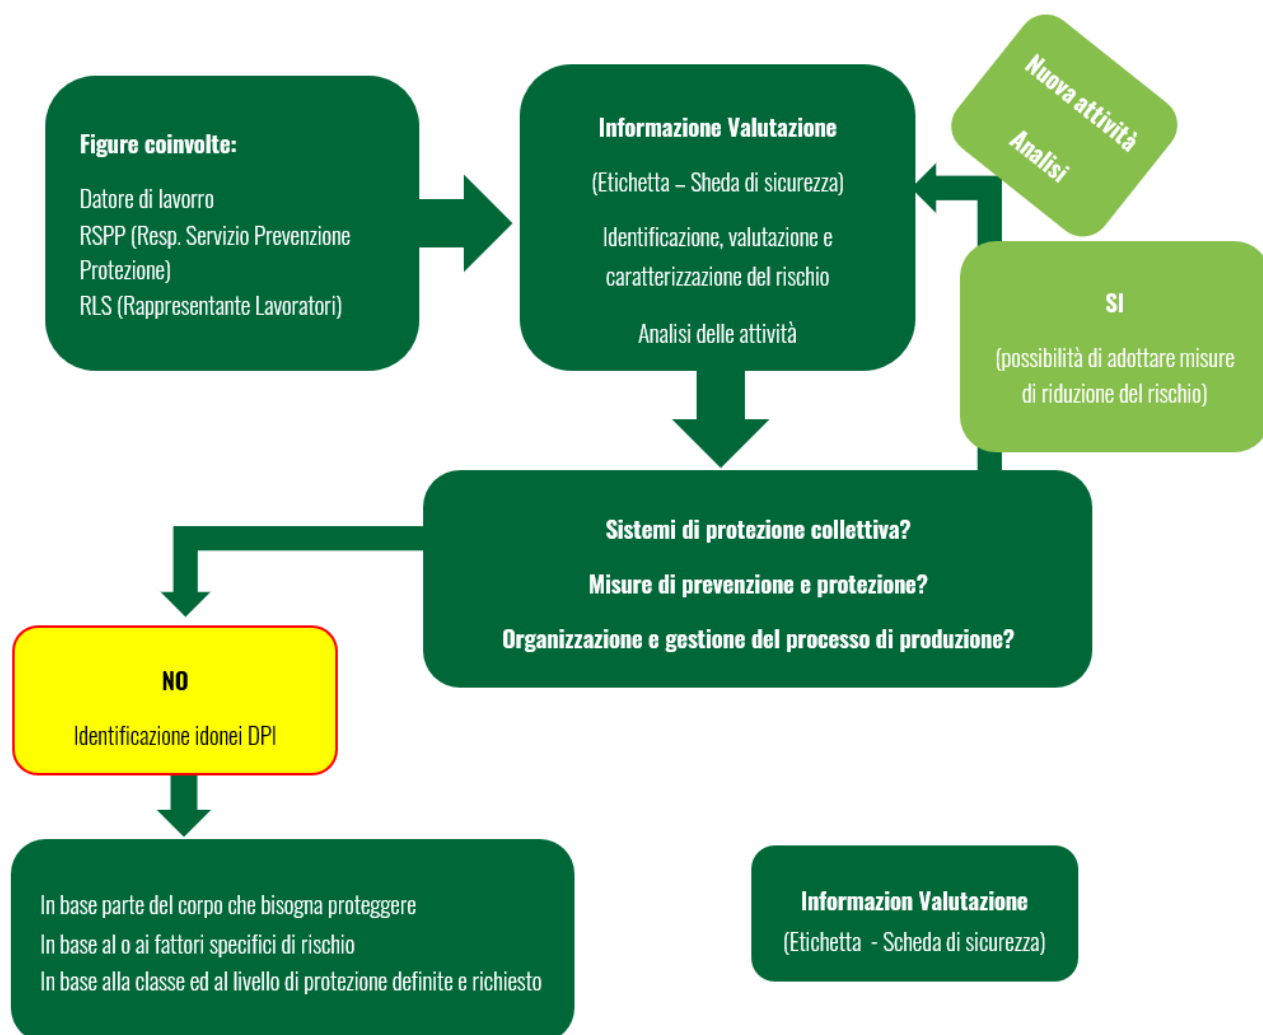 Figure coinvolte:
Datore di lavoro
RSPP (Resp. Servizio Prevenzione
Protezione)
RLS (Rappresentante Lavoratori)
Informazione Valutazione
(Etichetta – Sheda di sicurezza)
Identificazione, valutazione e
caratterizzazione del rischio
Analisi delle attività
Nuova attività
Analisi
SI
(possibilità di adottare misure
di riduzione del rischio)
Sistemi di protezione collettiva?
Misure di prevenzione e protezione?
Organizzazione e gestione del processo di produzione?
NO
Identificazione idonei DPI
In base parte del corpo che bisogna proteggere
In base al o ai fattori specifici di rischio
In base alla classe ed al livello di protezione definite e richiesto
Informazion Valutazione
(Etichetta - Scheda di sicurezza)